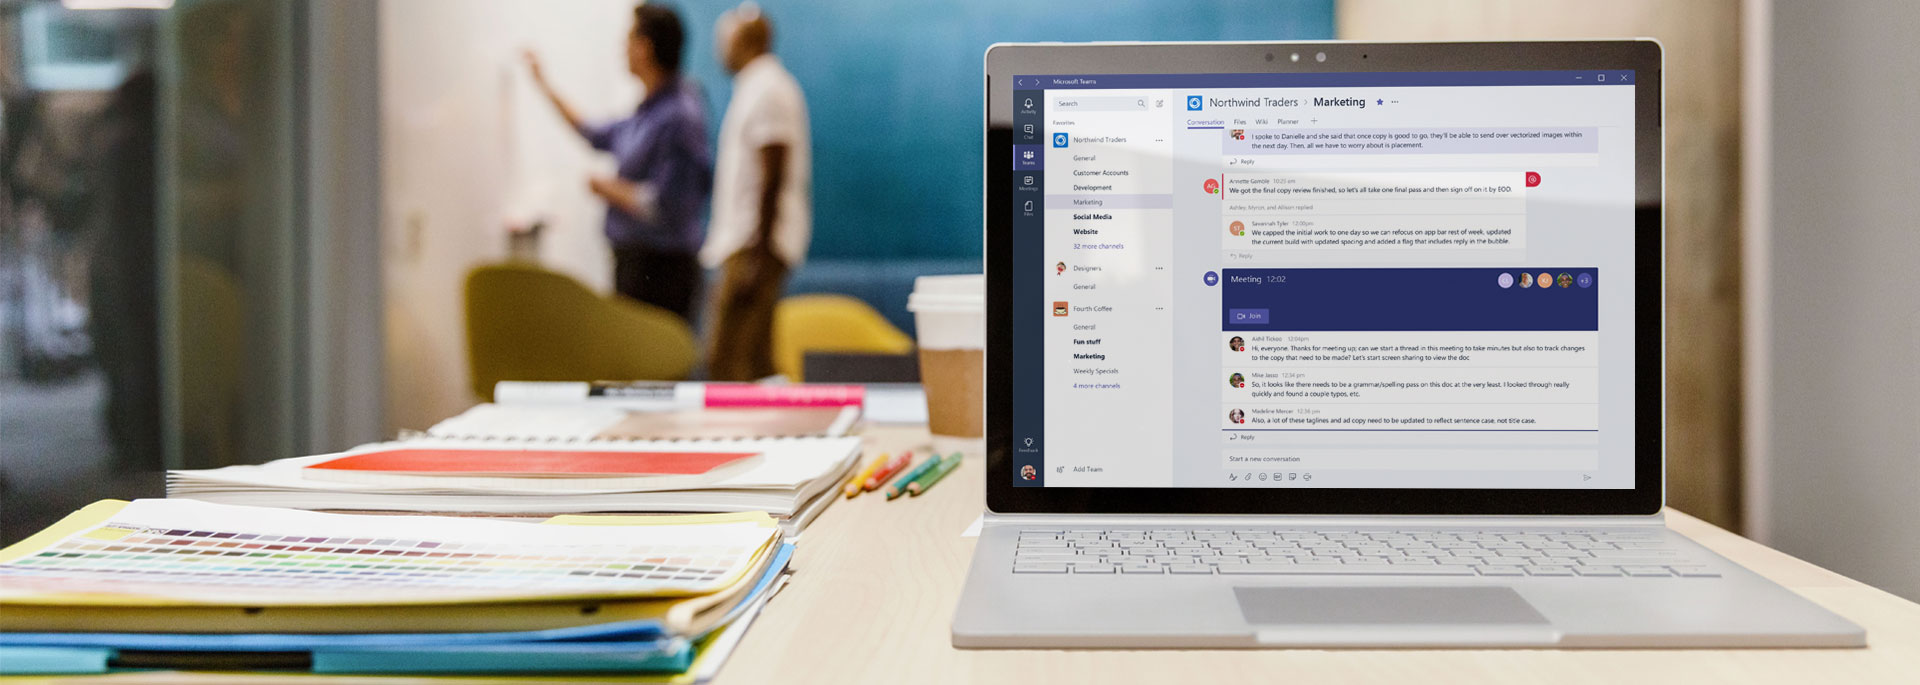 Microsoft Teams
Activity
Chat
Teams
Meetings
Files
Feedback
Search
Favorites
Northwind Traders
General
Customer Accounts
Development
Marketing
Social Media
Website
32 more channels
Designers
General
Fourth Coffee
General
Fun stuff
Marketing
Weekly Specials
4 more channels
Add Team
Northwind Traders > Marketing
Conversation Files Wiki Planner +
I spoke to Danielle and she said that once copy is good to go, they'll be able to send over vectorized images within
the next day. Then, all we have to worry about is placement.
Reply
Annette Gamble 10:23 am
We got the final copy review finished, so let's all take one final pass and then sign off on it by EOD.
Ashley, Myron, and Allison replied
ST
Savannah Tyler 12:00pm
We capped the initial work to one day so we can refocus on app bar rest of week, updated
the current build with updated spacing and added a flag that includes reply in the bubble.
Reply
Meeting 12:02
+3
Join
12:04pm
Hi, everyone. Thanks for meeting up; can we start a thread in this meeting to take minutes but also to track changes
to the copy that need to be made? Let's start screen sharing to view the doc
Mike Jasso 12:34 pm
So, it looks like there needs to be a grammar/spelling pass on this doc at the very least. I looked through really
quickly and found a couple typos, etc.
Madeline Mercer 12:36 pm
Also, a lot of these taglines and ad copy need to be updated to reflect sentence case, not title case.
Reply
Start a new conversation